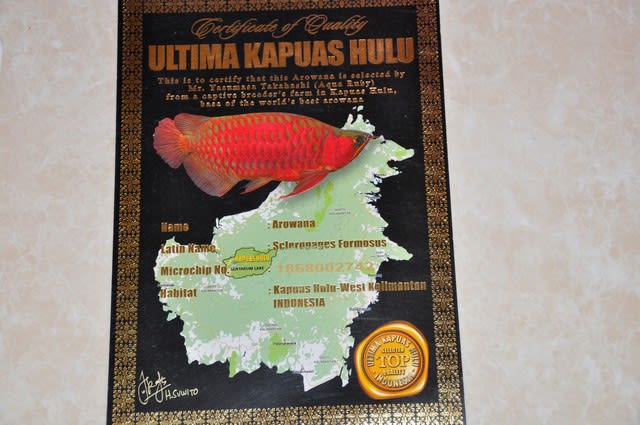 Certificate of Quality
ULTIMA KAPUAS HULU
This is to certify that this Arowana is selected by
Mr. Yasumasa Takahashi (Aqua Ruby)
from a captive breeder's farm in Kapuas Hulu,
base of the world's best arowana
Name : Arowana
Latin Name : Scleropages Formosus
KAPUAS HULU
SENTARUM LAKE
Microchip No. :
Habitat : Kapuas Hulu-West Kalimantan
INDONESIA
ULTIMA KAPUAS HULU
SELECTED
TOP
QUALITY
INDONESIA
H.SUWITO